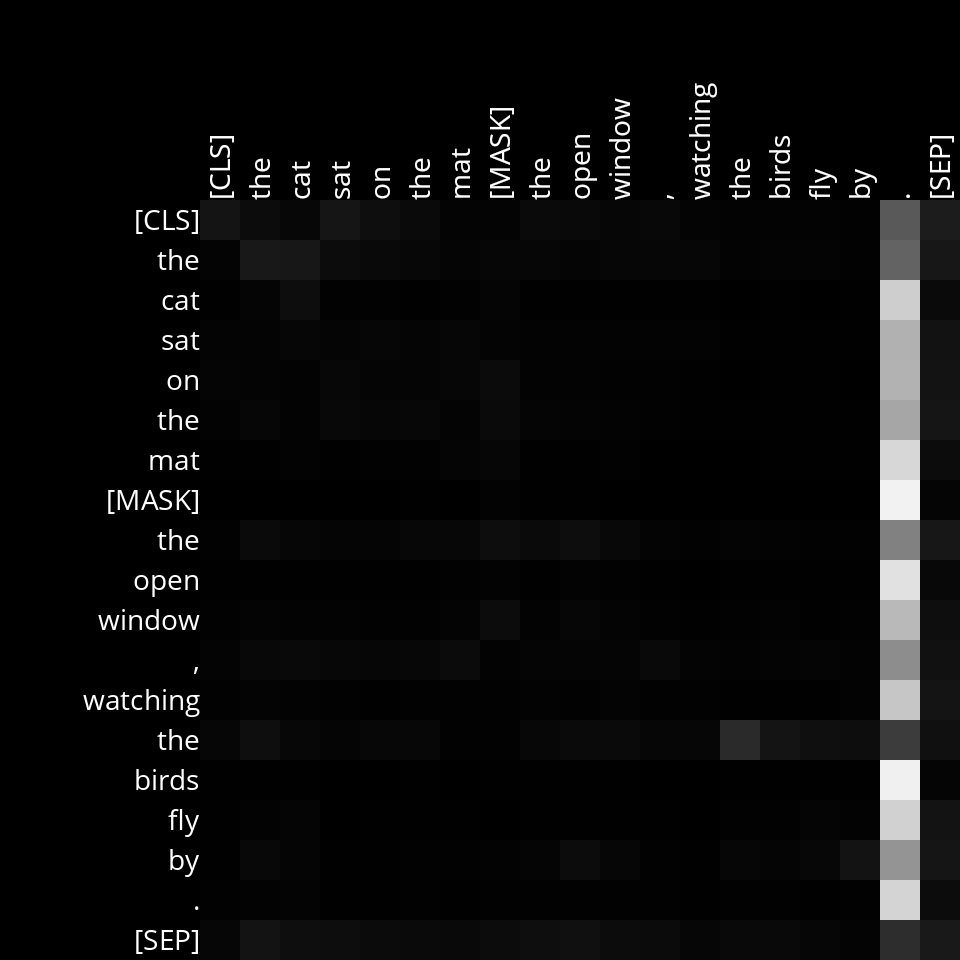 [CLS] the cat sat on the mat [MASK] the open window , watching the birds fly by . [SEP]
[CLS]
the
cat
sat
on
the
mat
[MASK]
the
open
window
,
watching
the
birds
fly
by
.
[SEP]